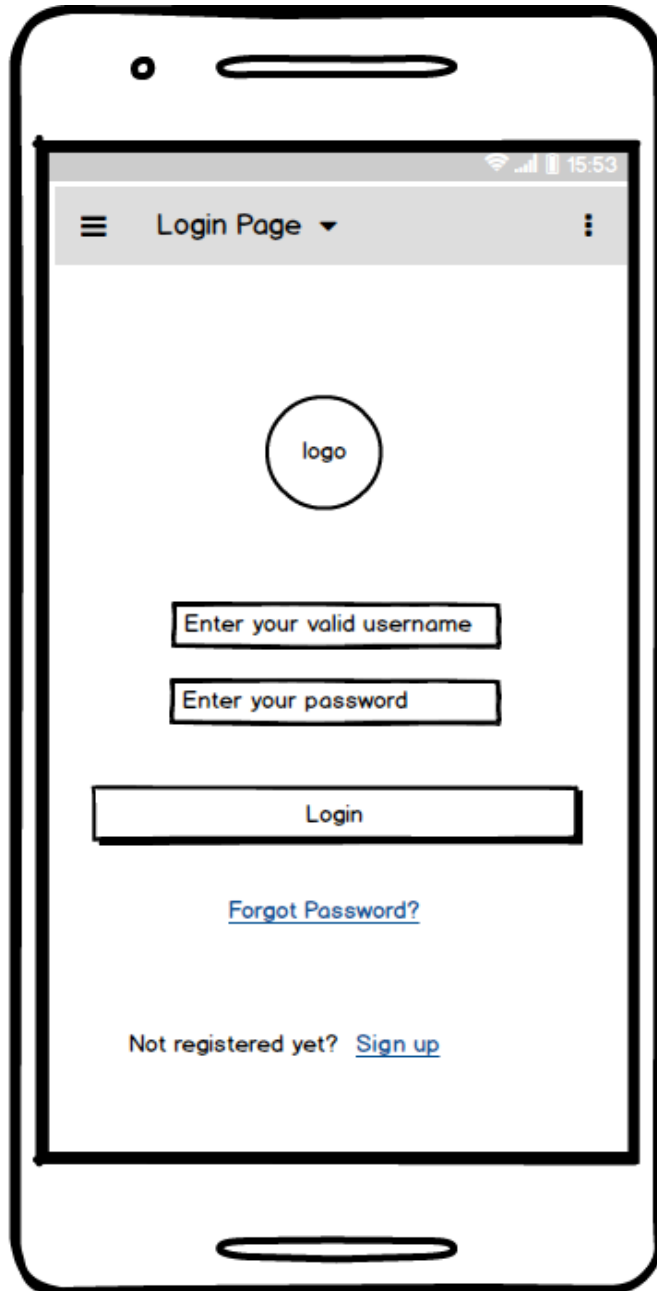 15:53
Login Page
logo
Enter your valid username
Enter your password
Login
Forgot Password?
Not registered yet? Sign up